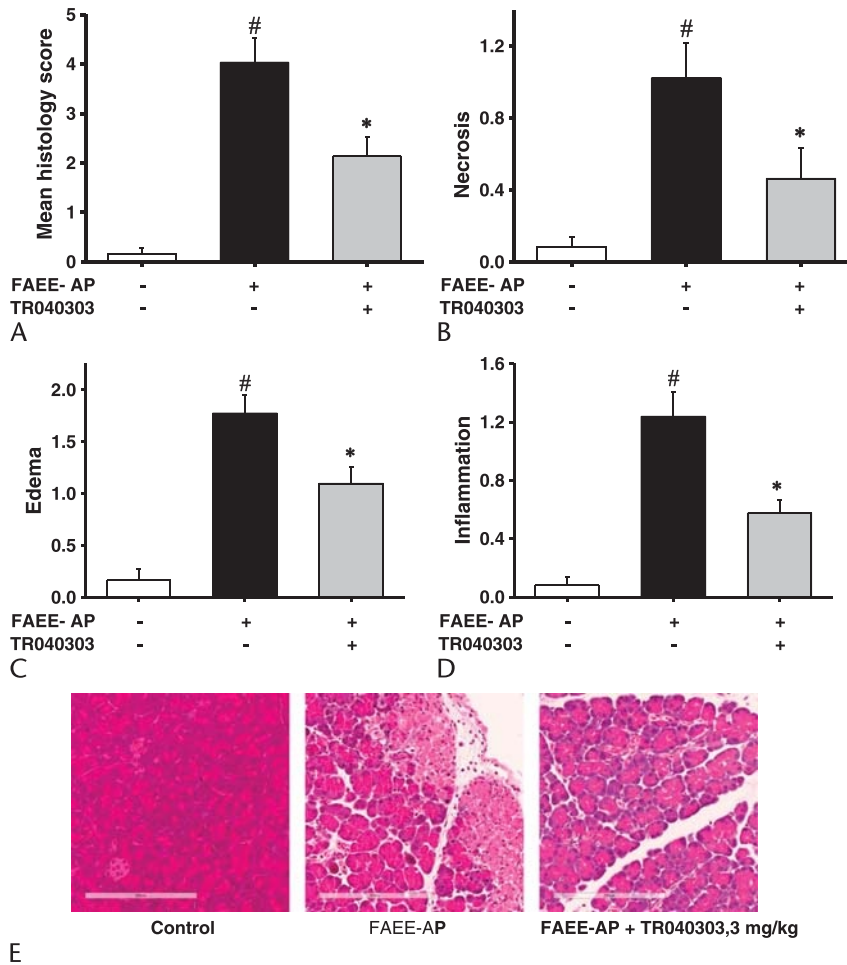 Mean histology score
5
4
3
2
1
0
#
*
FAEE- AP - + +
TR040303 - - +
A
Necrosis
1.2
0.8
0.4
0.0
#
*
FAEE- AP - + +
TR040303 - - +
B
Edema
2.0
1.5
1.0
0.5
0.0
#
*
FAEE- AP - + +
TR040303 - - +
C
Inflammation
1.6
1.2
0.8
0.4
0.0
#
*
FAEE- AP - + +
TR040303 - - +
D
Control
FAEE-AP
FAEE-AP + TR040303,3 mg/kg
E